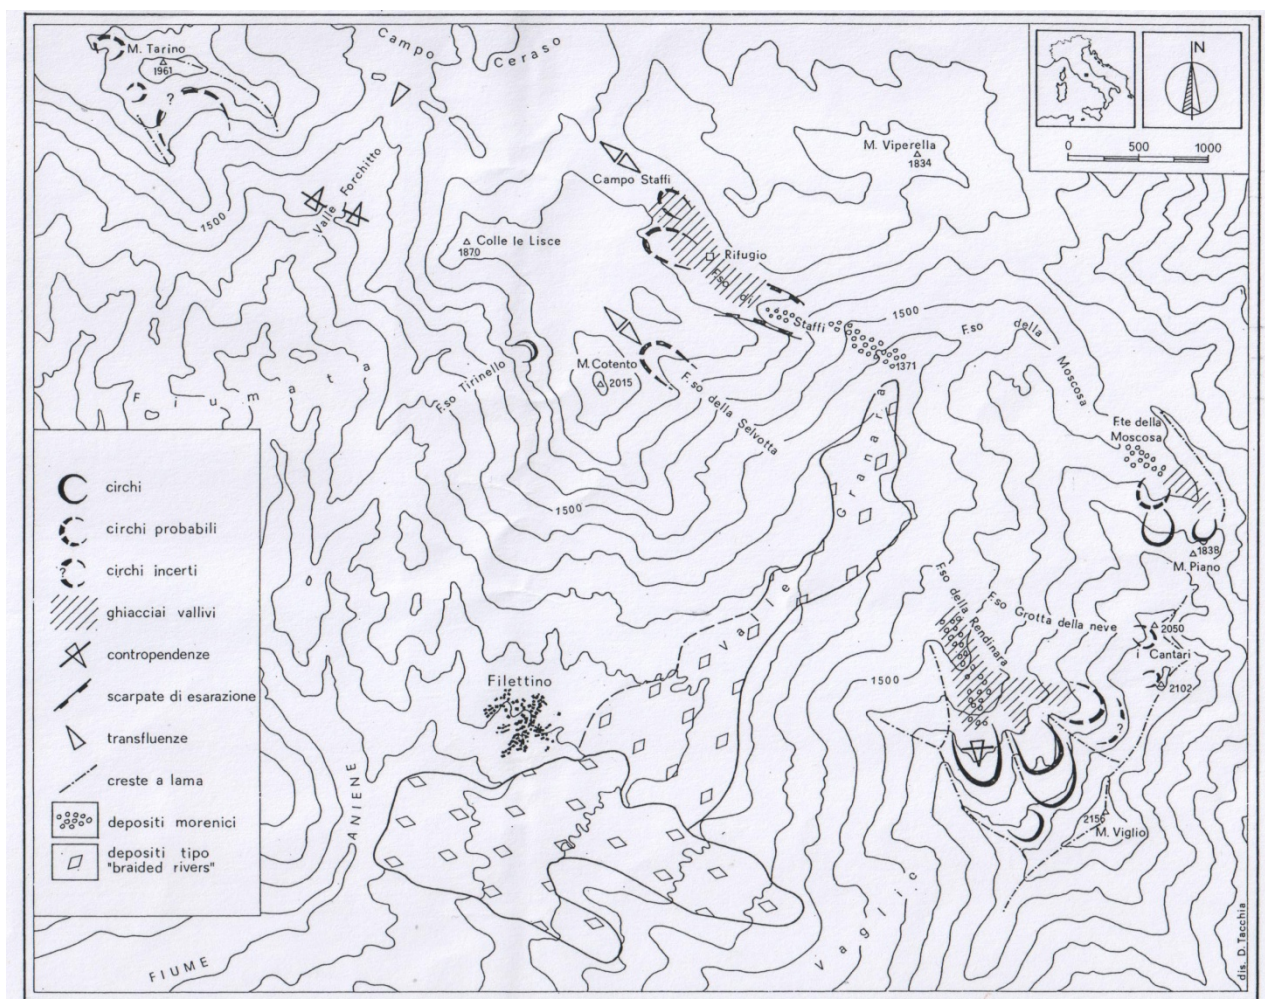 M. Tarino
1961
?
Campo
Ceraso
N
0 500 1000
Campo Staffi
M. Viperella
1834
Valle Forchitto
1500
Colle le Lisce
1870
Rifugio
F.so di
Staffi
1500
F.so della
Moscosa
1371
F.so Tirinello
M. Cotento
2015
F.so della Selvotta
Fiumata
F.te della
Moscosa
1500
Valle Granara
1838
M. Piano
F.so
della
Rendinara
F.so Grotta della neve
2050
i Cantari
2102
1500
Filettino
2156
M. Viglio
Vaglie
FIUME
ANIENE
circhi
circhi probabili
?
circhi incerti
ghiacciai vallivi
contropendenze
scarpate di esarazione
transfluenze
creste a lama
depositi morenici
depositi tipo
"braided rivers"
dis. D. Tacchia